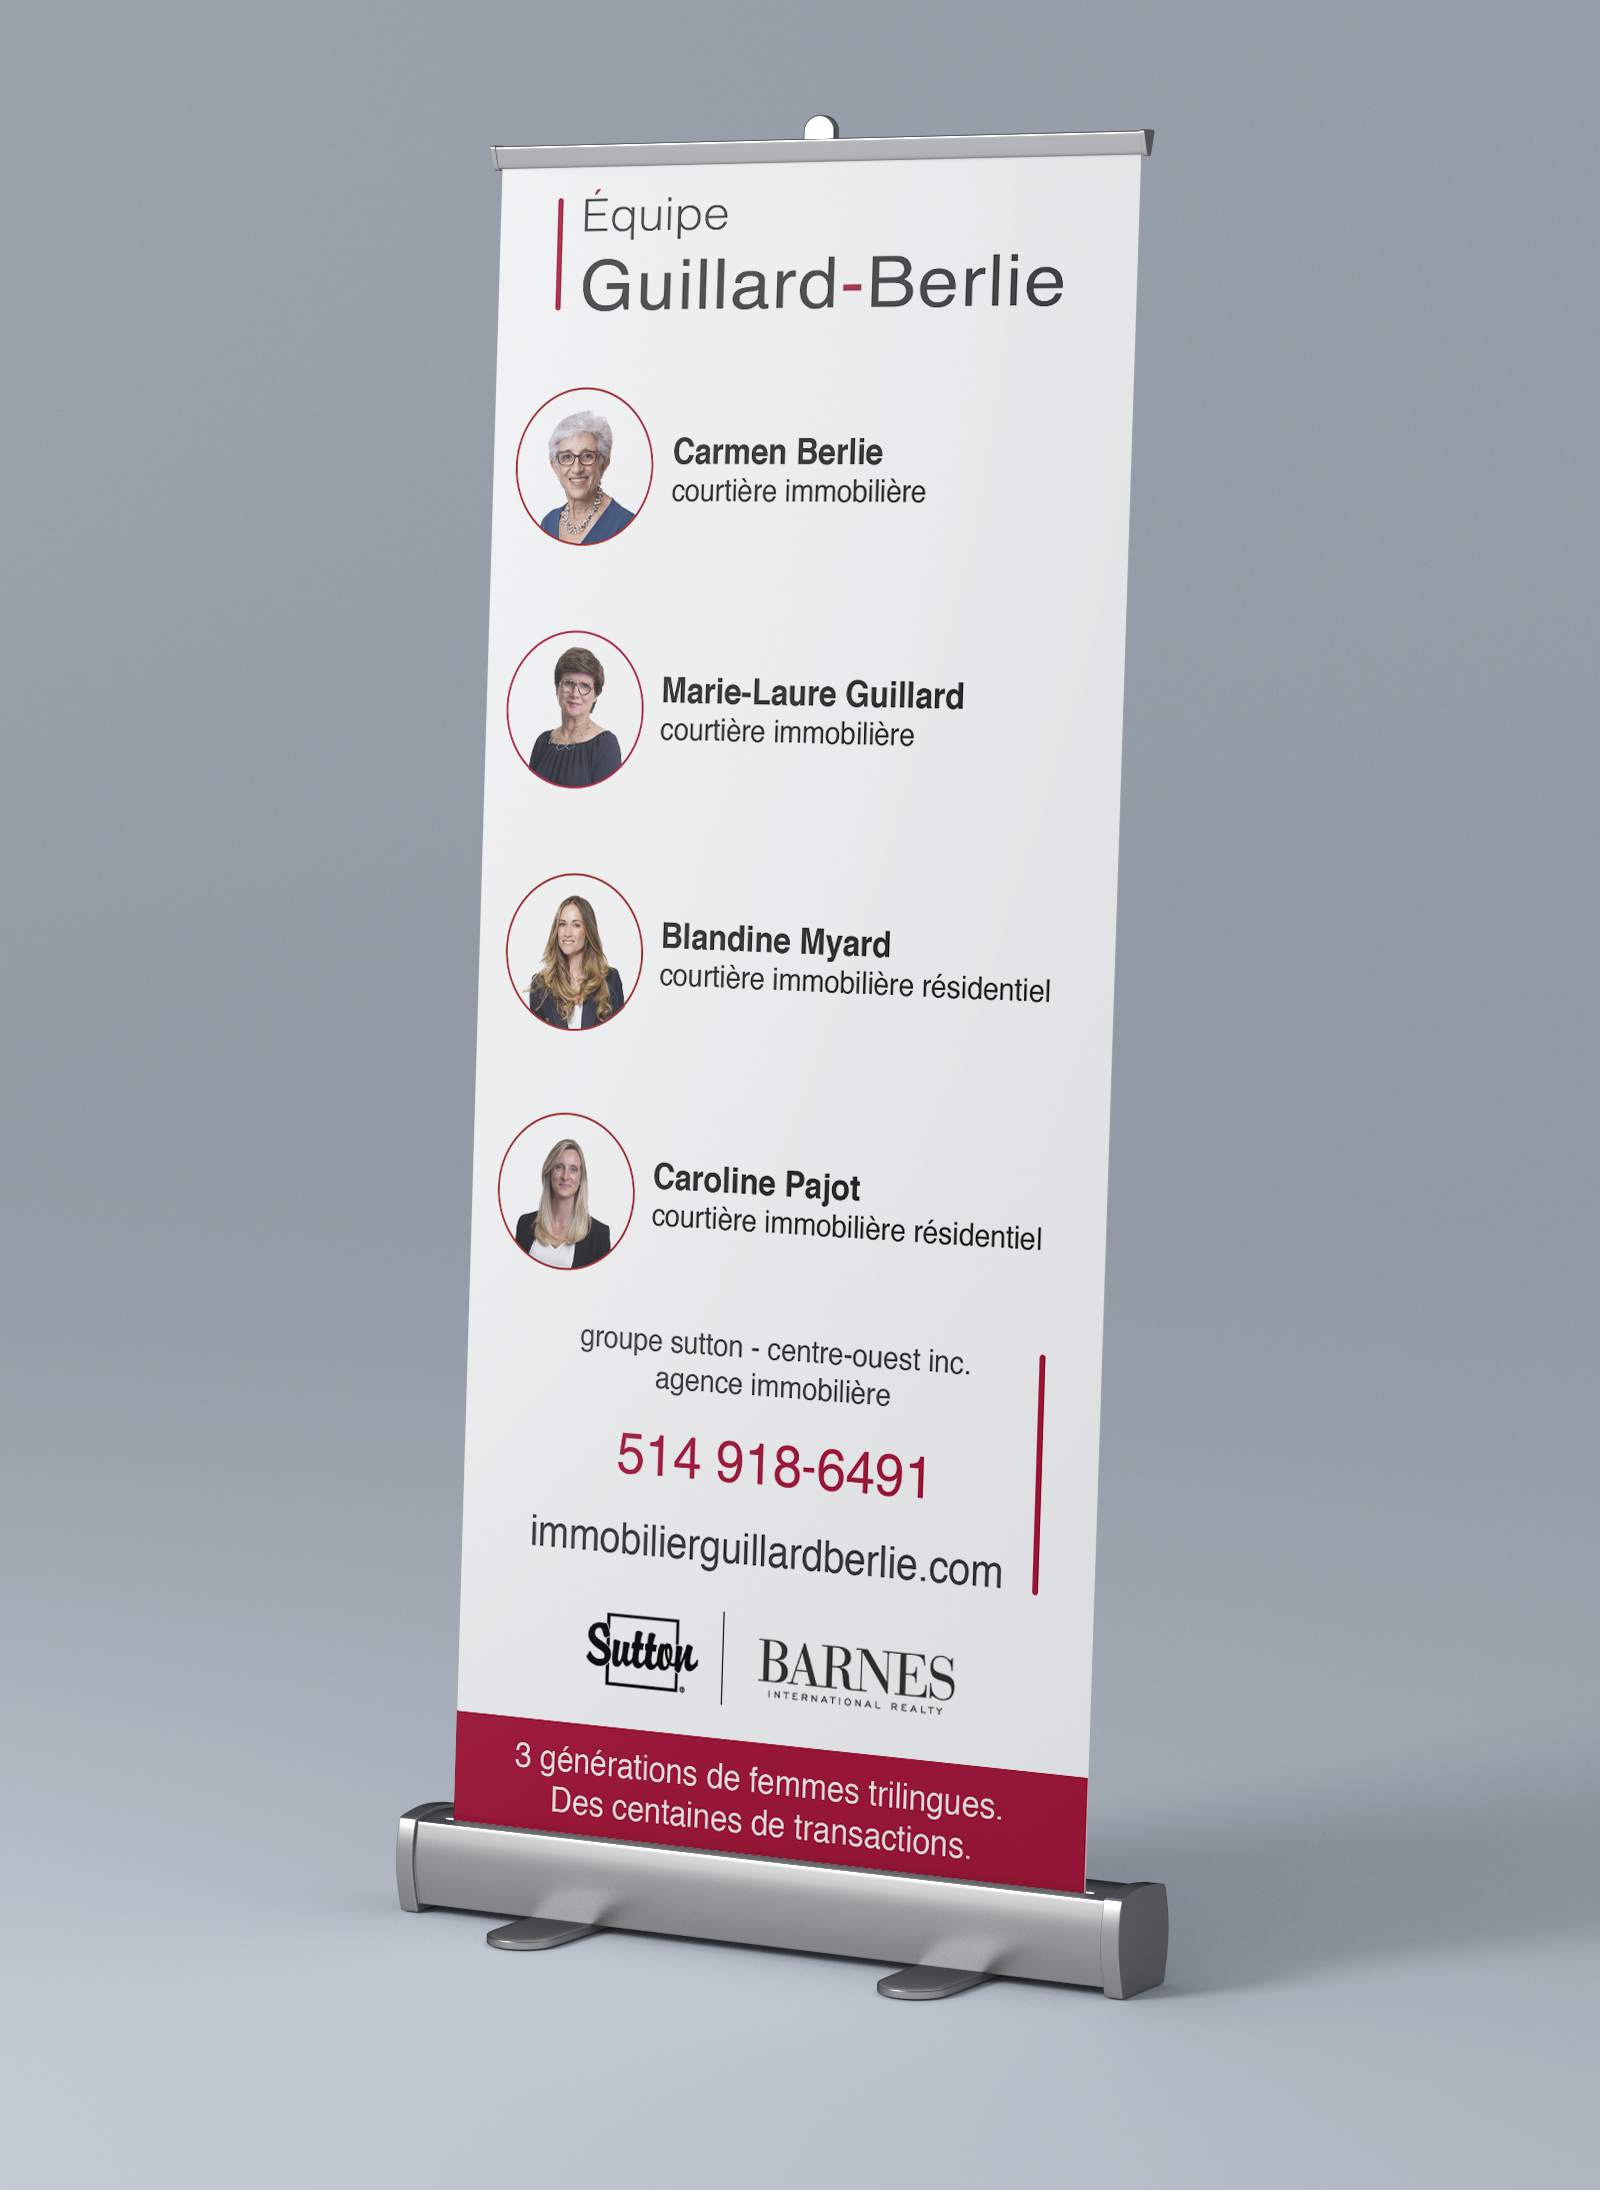 Équipe
Guillard-Berlie
Carmen Berlie
courtière immobilière
Marie-Laure Guillard
courtière immobilière
Blandine Myard
courtière immobilière résidentiel
Caroline Pajot
courtière immobilière résidentiel
groupe sutton - centre-ouest inc.
agence immobilière
514 918-6491
immobilierguillardberlie.com
Sutton
BARNES
INTERNATIONAL REALTY
3 générations de femmes trilingues.
Des centaines de transactions.